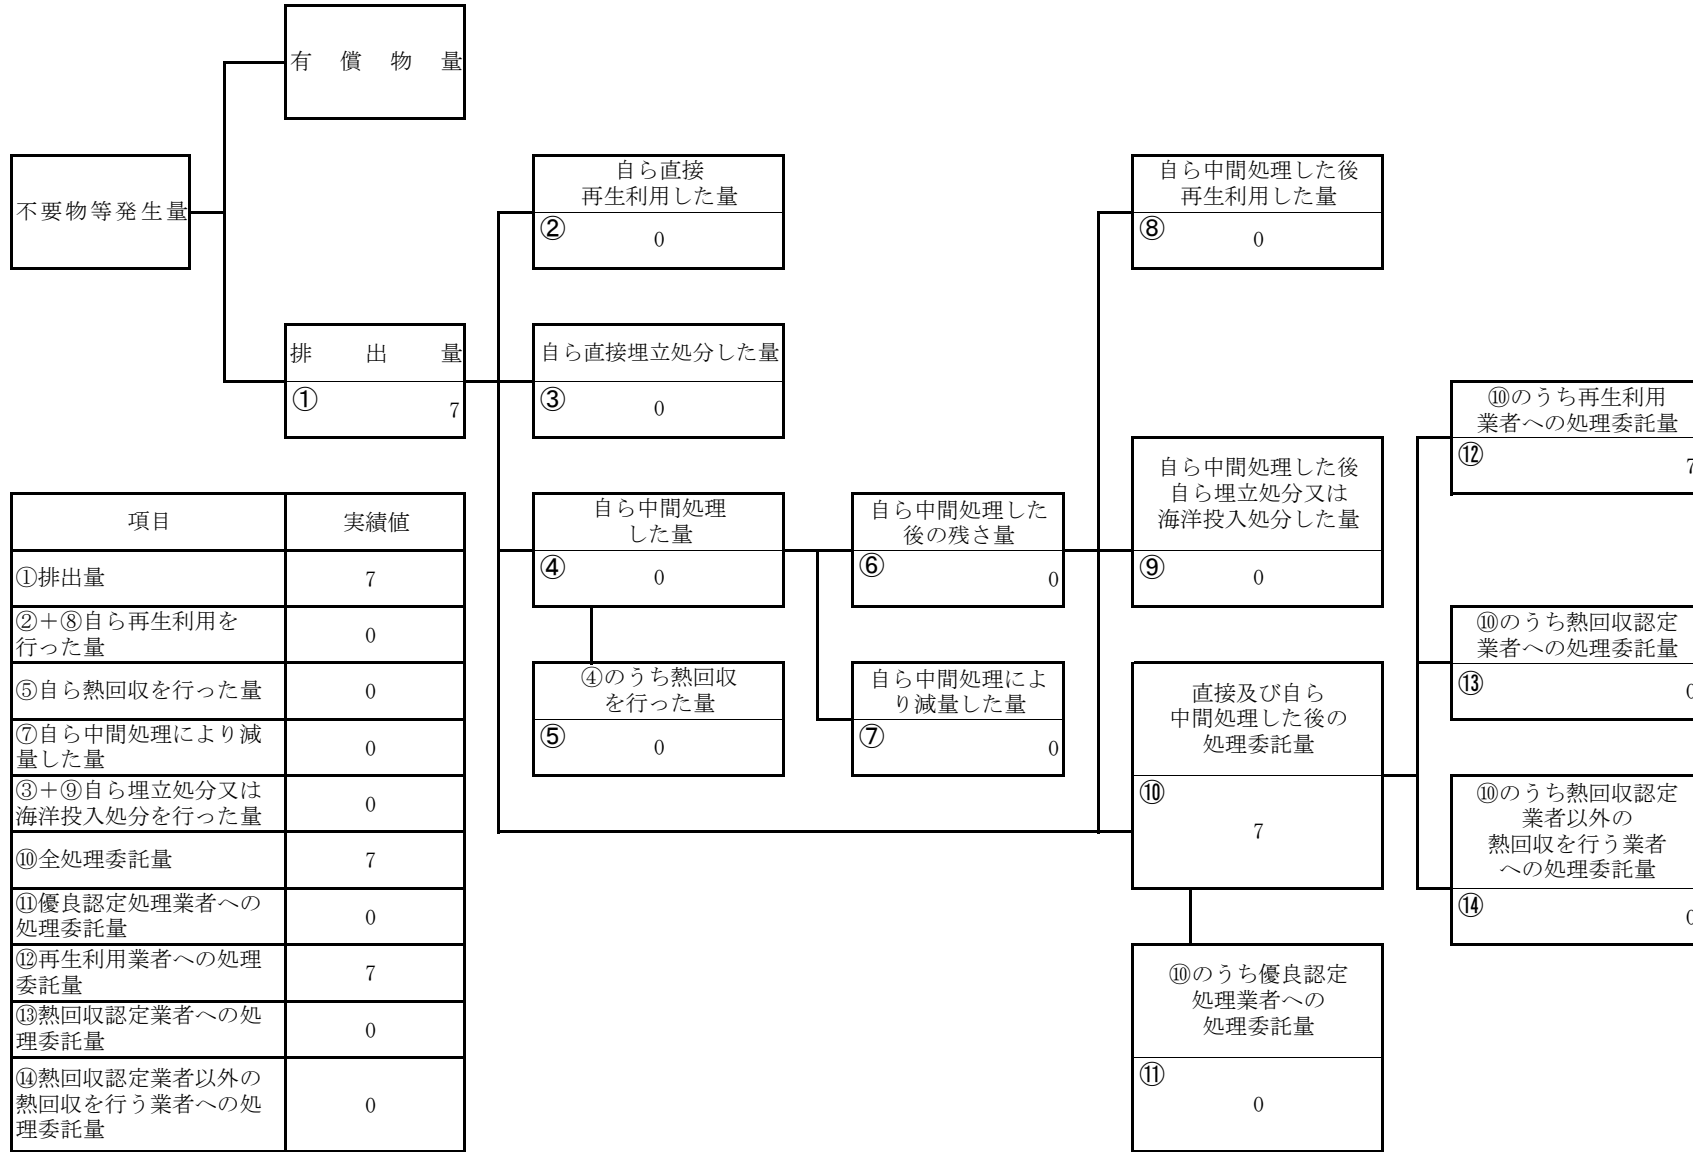 有償物量
不要物等発生量
排出量
①
7
自ら直接
再生利用した量
②
0
自ら直接埋立処分した量
③
0
自ら中間処理
した量
④
0
④のうち熱回収
を行った量
⑤
0
自ら中間処理した
後の残さ量
⑥
0
自ら中間処理によ
り減量した量
⑦
0
自ら中間処理した後
再生利用した量
⑧
0
自ら中間処理した後
自ら埋立処分又は
海洋投入処分した量
⑨
0
直接及び自ら
中間処理した後の
処理委託量
⑩
7
⑩のうち優良認定
処理業者への
処理委託量
⑪
0
⑩のうち再生利用
業者への処理委託量
⑫
7
⑩のうち熱回収認定
業者への処理委託量
⑬
0
⑩のうち熱回収認定
業者以外の
熱回収を行う業者
への処理委託量
⑭
0
項目 実績値
①排出量 7
②+⑧自ら再生利用を
行った量 0
⑤自ら熱回収を行った量 0
⑦自ら中間処理により減
量した量 0
③+⑨自ら埋立処分又は
海洋投入処分を行った量 0
⑩全処理委託量 7
⑪優良認定処理業者への
処理委託量 0
⑫再生利用業者への処理
委託量 7
⑬熱回収認定業者への処
理委託量 0
⑭熱回収認定業者以外の
熱回収を行う業者への処
理委託量 0